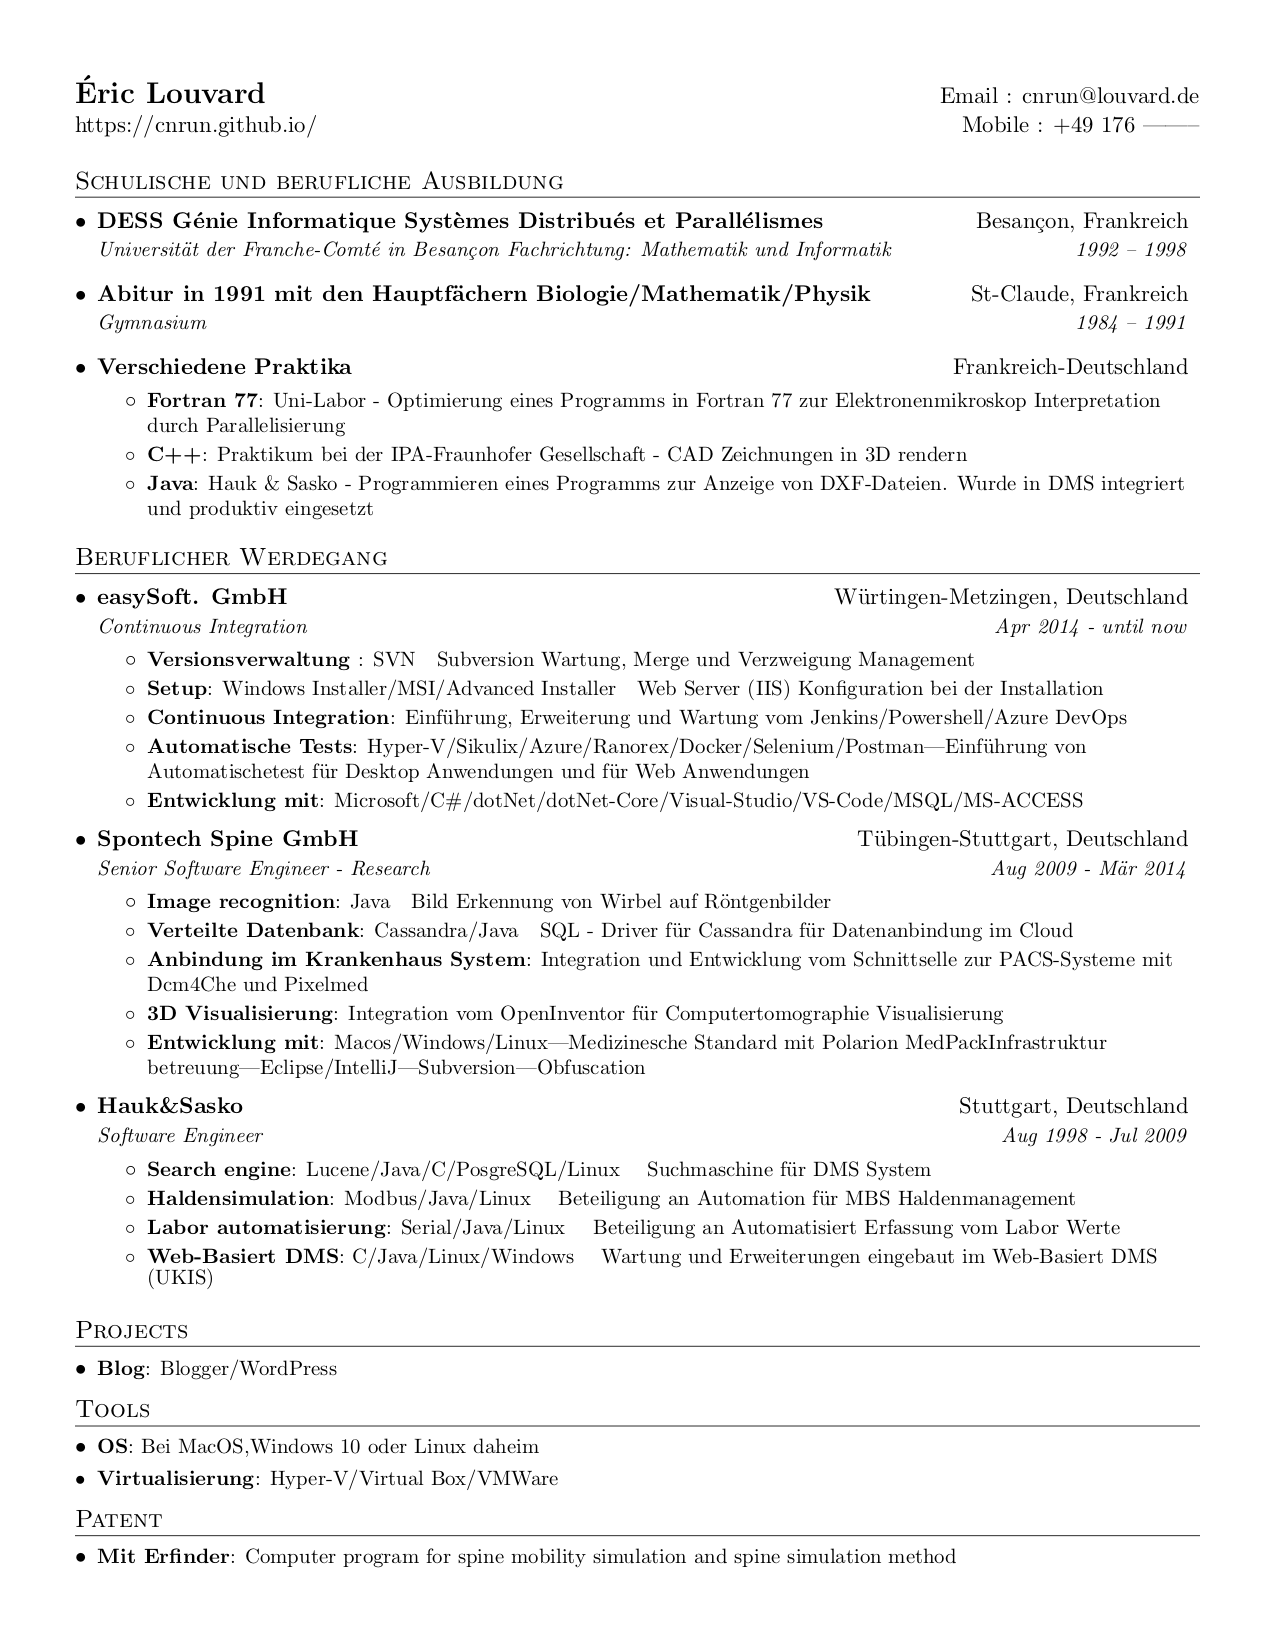 Éric Louvard
Email : cnrun@louvard.de
https://cnrun.github.io/
Mobile : +49 176 ——–
Schulische und berufliche Ausbildung
• DESS Génie Informatique Systèmes Distribués et Parallélismes
Besançon, Frankreich
Universität der Franche-Comté in Besançon Fachrichtung: Mathematik und Informatik
1992 – 1998
• Abitur in 1991 mit den Hauptfächern Biologie/Mathematik/Physik
St-Claude, Frankreich
Gymnasium
1984 – 1991
• Verschiedene Praktika
Frankreich-Deutschland
◦ Fortran 77: Uni-Labor - Optimierung eines Programms in Fortran 77 zur Elektronenmikroskop Interpretation
durch Parallelisierung
◦ C++: Praktikum bei der IPA-Fraunhofer Gesellschaft - CAD Zeichnungen in 3D rendern
◦ Java: Hauk & Sasko - Programmieren eines Programms zur Anzeige von DXF-Dateien. Wurde in DMS integriert
und produktiv eingesetzt
Beruflicher Werdegang
• easySoft. GmbH
Würtingen-Metzingen, Deutschland
Continuous Integration
Apr 2014 - until now
◦ Versionsverwaltung : SVN Subversion Wartung, Merge und Verzweigung Management
◦ Setup: Windows Installer/MSI/Advanced Installer Web Server (IIS) Konfiguration bei der Installation
◦ Continuous Integration: Einführung, Erweiterung und Wartung vom Jenkins/Powershell/Azure DevOps
◦ Automatische Tests: Hyper-V/Sikulix/Azure/Ranorex/Docker/Selenium/Postman—Einführung von
Automatischetest für Desktop Anwendungen und für Web Anwendungen
◦ Entwicklung mit: Microsoft/C#/dotNet/dotNet-Core/Visual-Studio/VS-Code/MSQL/MS-ACCESS
• Spontech Spine GmbH
Tübingen-Stuttgart, Deutschland
Senior Software Engineer - Research
Aug 2009 - Mär 2014
◦ Image recognition: Java Bild Erkennung von Wirbel auf Röntgenbilder
◦ Verteilte Datenbank: Cassandra/Java SQL - Driver für Cassandra für Datenanbindung im Cloud
◦ Anbindung im Krankenhaus System: Integration und Entwicklung vom Schnittselle zur PACS-Systeme mit
Dcm4Che und Pixelmed
◦ 3D Visualisierung: Integration vom OpenInventor für Computertomographie Visualisierung
◦ Entwicklung mit: Macos/Windows/Linux—Medizinesche Standard mit Polarion MedPackInfrastruktur
betreuung—Eclipse/IntelliJ—Subversion—Obfuscation
• Hauk&Sasko
Stuttgart, Deutschland
Software Engineer
Aug 1998 - Jul 2009
◦ Search engine: Lucene/Java/C/PosgreSQL/Linux Suchmaschine für DMS System
◦ Haldensimulation: Modbus/Java/Linux Beteiligung an Automation für MBS Haldenmanagement
◦ Labor automatisierung: Serial/Java/Linux Beteiligung an Automatisiert Erfassung vom Labor Werte
◦ Web-Basiert DMS: C/Java/Linux/Windows Wartung und Erweiterungen eingebaut im Web-Basiert DMS
(UKIS)
Projects
• Blog: Blogger/WordPress
Tools
• OS: Bei MacOS,Windows 10 oder Linux daheim
• Virtualisierung: Hyper-V/Virtual Box/VMWare
Patent
• Mit Erfinder: Computer program for spine mobility simulation and spine simulation method